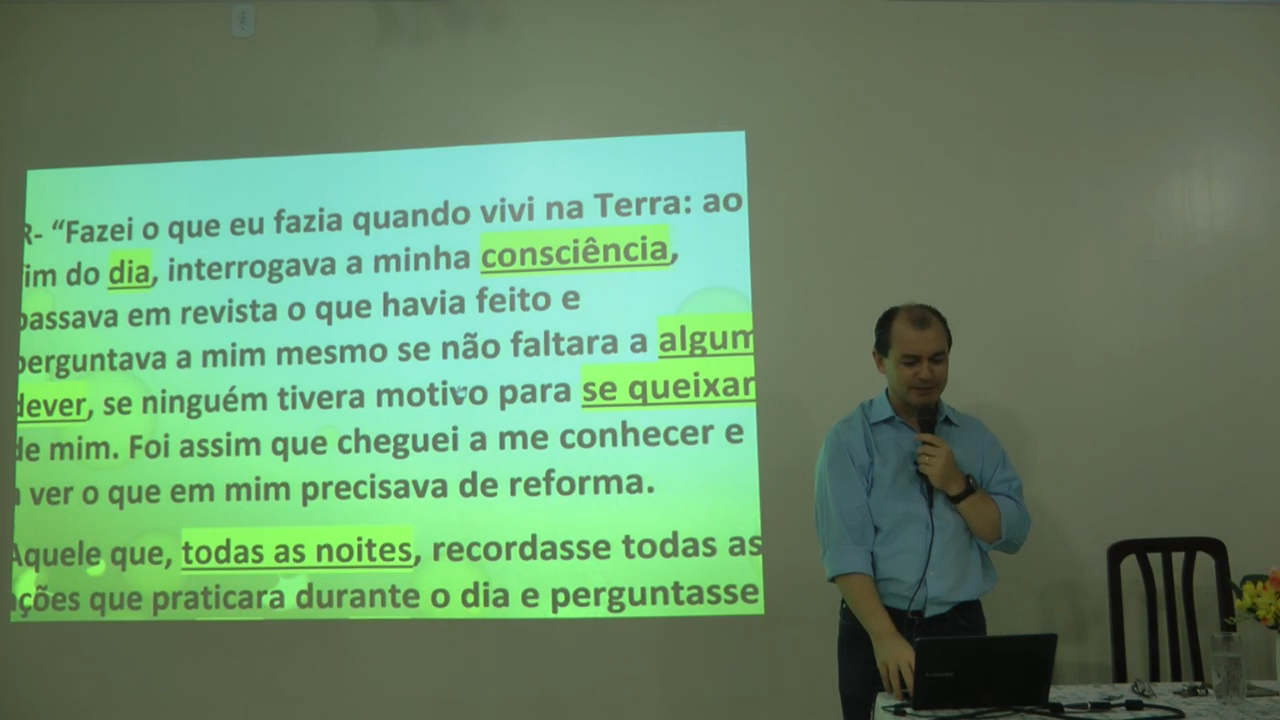 R- “Fazei o que eu fazia quando vivi na Terra: ao
im do dia, interrogava a minha consciência,
passava em revista o que havia feito e
perguntava a mim mesmo se não faltara a algum
dever, se ninguém tivera motivo para se queixar
de mim. Foi assim que cheguei a me conhecer e
ver o que em mim precisava de reforma.
Aquele que, todas as noites, recordasse todas as
ações que praticara durante o dia e perguntasse
SAMSUNG